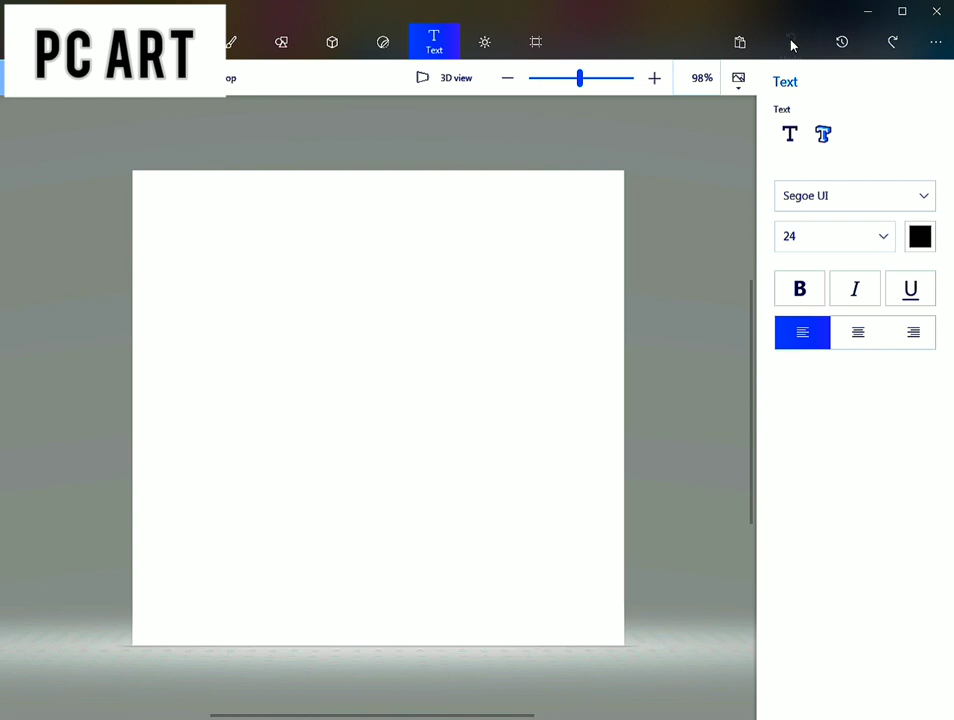 PC ART
Text
op
3D view
98%
Text
Text
T
T
Segoe UI
24
B
I
U